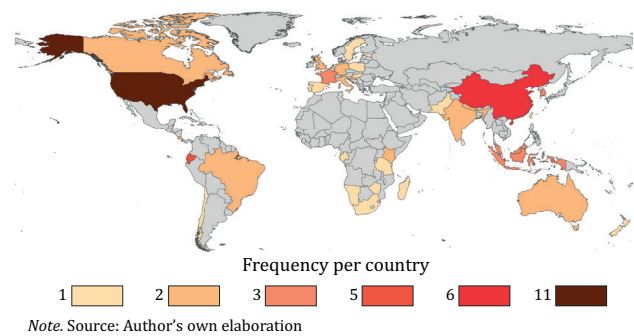 Frequency per country
1 2 3 5 6 11
Note. Source: Author's own elaboration